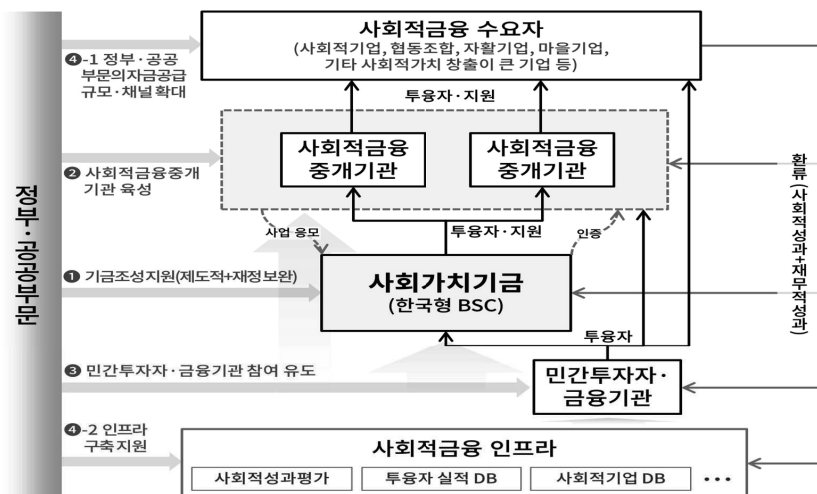 사회적금융 수요자
(사회적기업, 협동조합, 자활기업, 마을기업,
기타 사회적가치 창출이 큰 기업 등)
❹-1 정부·공공
부문의자금공급
규모·채널 확대
투융자·지원
사회적금융
중개기관
사회적금융
중개기관
❷ 사회적금융중개
기관 육성
정부·공공부문
환류(사회적성과+재무적성과)
사업 응모
투융자·지원
인증
❶ 기금조성지원(제도적+재정보완)
사회가치기금
(한국형 BSC)
투융자
❸ 민간투자자·금융기관 참여 유도
민간투자자·
금융기관
❹-2 인프라
구축지원
사회적금융 인프라
사회적성과평가
투융자 실적 DB
사회적기업 DB
•••